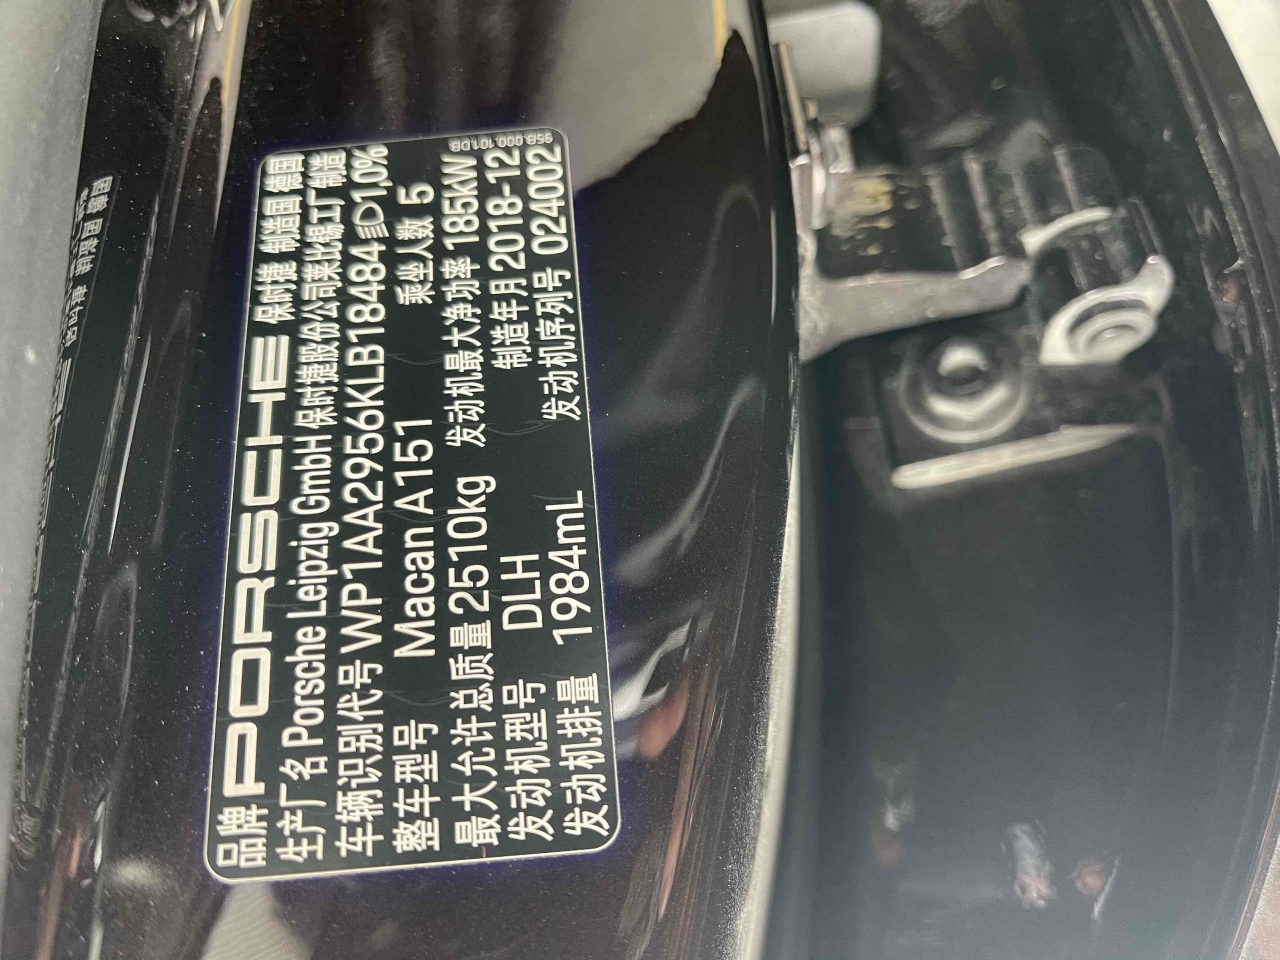 品牌 PORSCHE 保时捷 制造国 德国
生产厂名 Porsche Leipzig GmbH 保时捷股份公司莱比锡工厂制造
车辆识别代号 WP1AA2956KLB18484 1,0%
整车型号 Macan A151 乘坐人数 5
最大允许总质量 2510kg 发动机最大净功率 185kW
发动机型号 DLH 制造年月 2018-12
发动机排量 1984mL 发动机序列号 024002
95B.000.101.DB